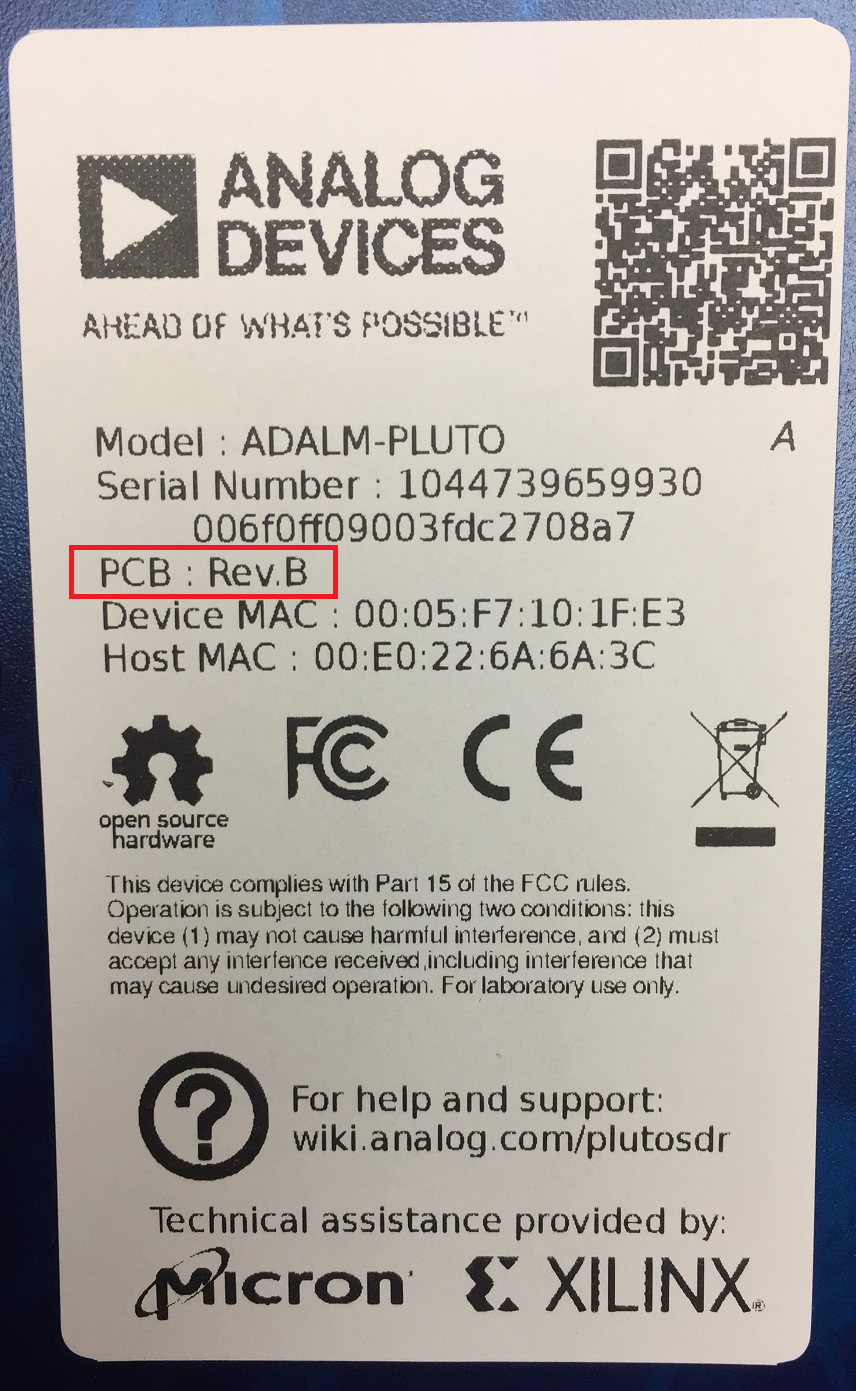 ANALOG
DEVICES
AHEAD OF WHAT'S POSSIBLE™
Model : ADALM-PLUTO A
Serial Number : 1044739659930
006f0ff09003fdc2708a7
PCB : Rev.B
Device MAC : 00:05:F7:10:1F:E3
Host MAC : 00:E0:22:6A:6A:3C
FC CE
open source
hardware
This device complies with Part 15 of the FCC rules.
Operation is subject to the following two conditions: this
device (1) may not cause harmful interference, and (2) must
accept any interfence received,including interference that
may cause undesired operation. For laboratory use only.
?
For help and support:
wiki.analog.com/plutosdr
Technical assistance provided by:
Micron XILINX®